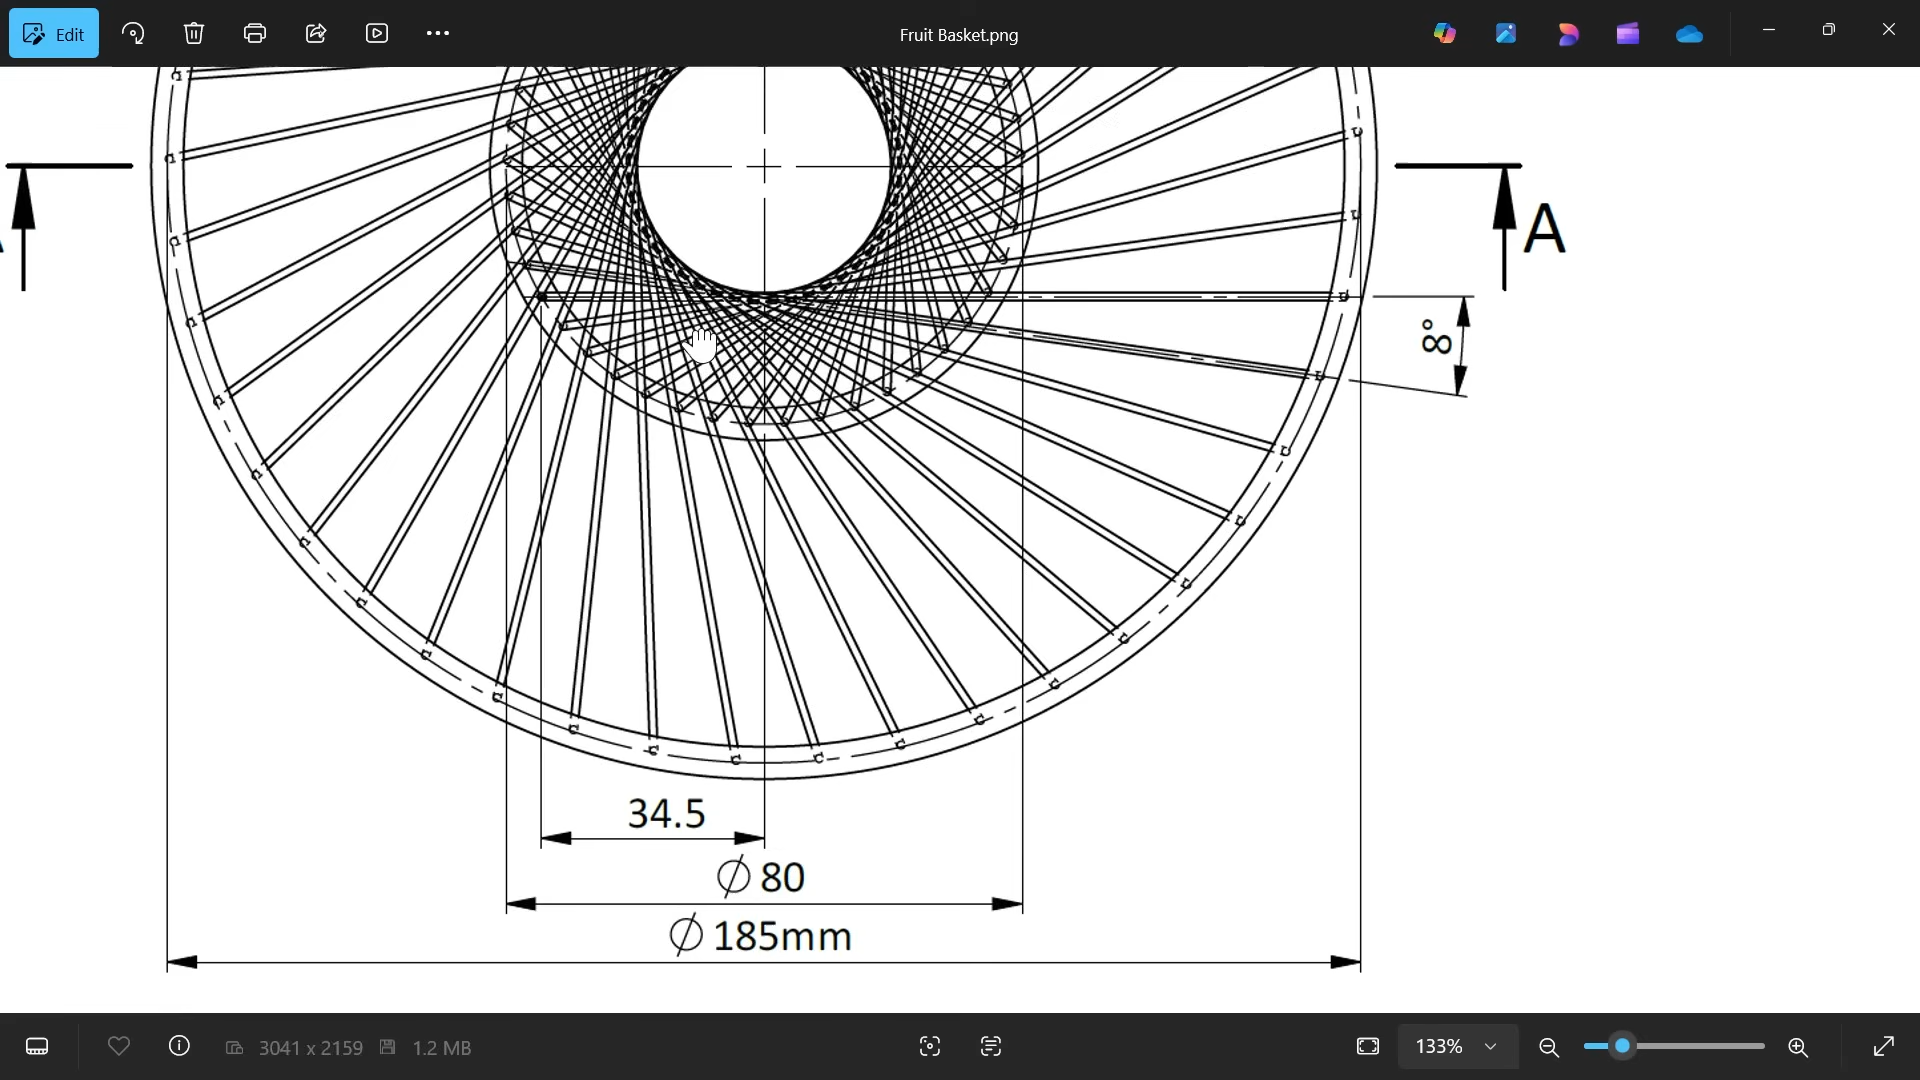 Edit
Fruit Basket.png
A
8°
34.5
∅ 80
∅ 185mm
3041 x 2159
1.2 MB
133%